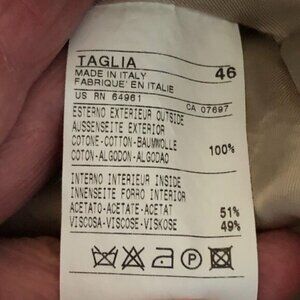 TAGLIA 46
MADE IN ITALY
FABRIQUE' EN ITALIE
US RN 64961 CA 07697
ESTERNO EXTERIEUR OUTSIDE
AUSSENSEITE EXTERIOR
COTONE-COTTON-BAUMWOLLE
COTON-ALGODON-ALGODAO 100%
INTERNO INTERIEUR INSIDE
INNENSEITE FORRO INTERIOR
ACETATO-ACETATE-ACETAT 51%
VISCOSA-VISCOSE-VISKOSE 49%
P